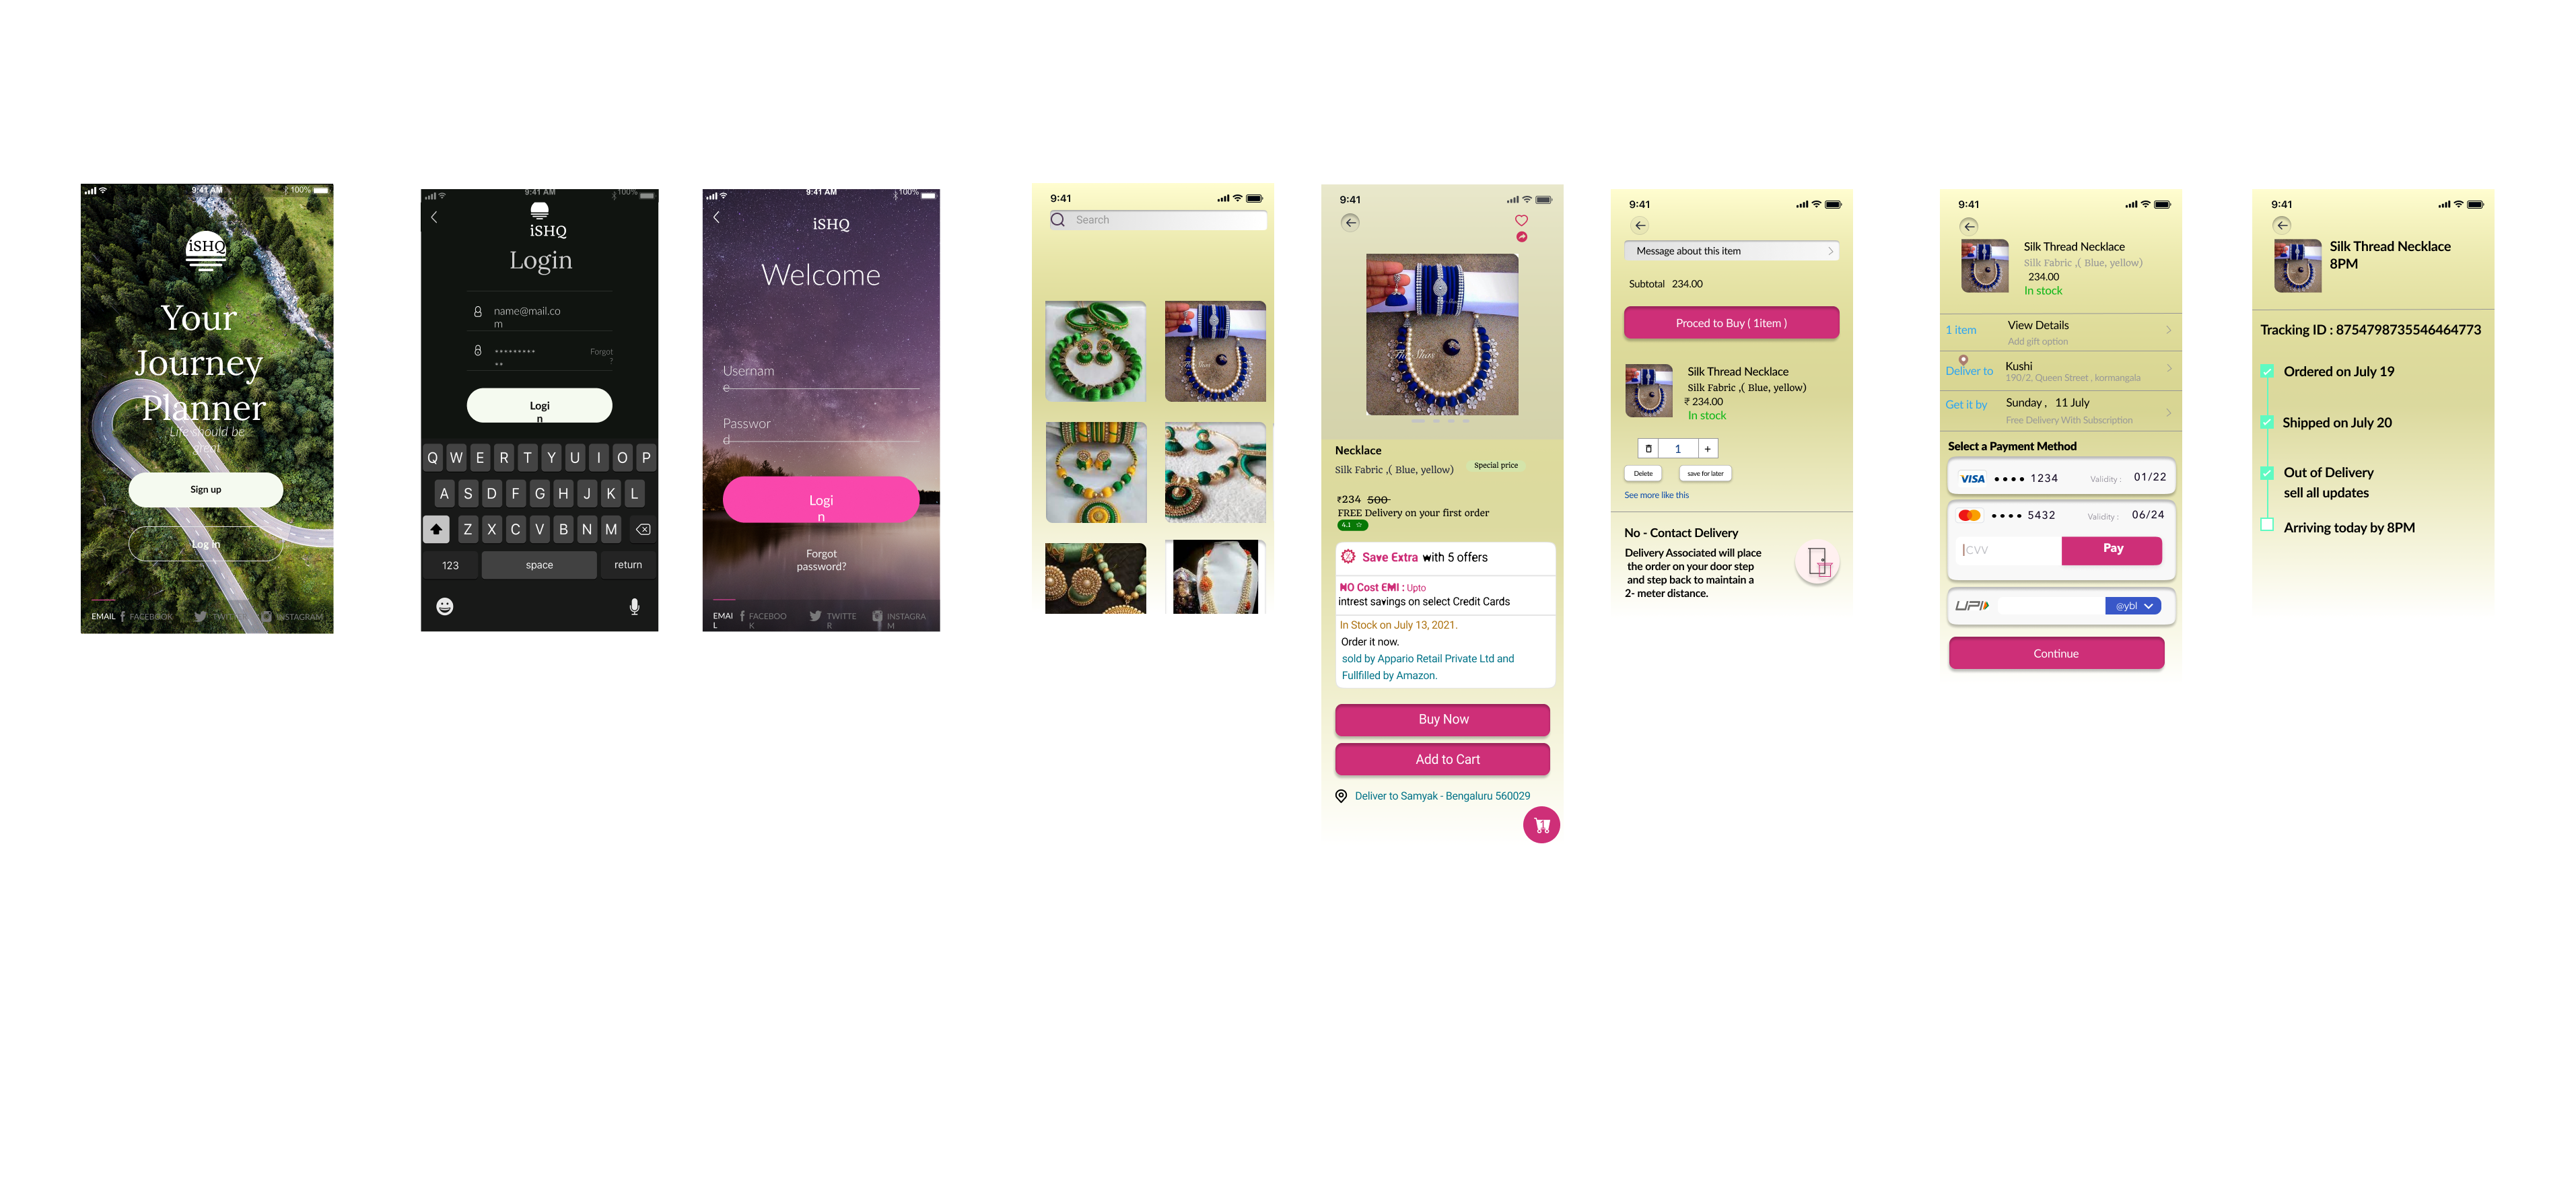 9:41 AM
100%
iSHQ
Your
Journey
Planner
Life should be
great
Sign up
Log in
EMAIL
FACEBOOK
TWITTER
INSTAGRAM
9:41 AM
100%
iSHQ
Login
name@mail.co
m
Forgot
?
Logi
n
Q W E R T Y U I O P
A S D F G H J K L
Z X C V B N M
123
space
return
9:41 AM
100%
iSHQ
Welcome
Usernam
e
Passwor
d
Logi
n
Forgot
password?
EMAI
L
FACEBOO
K
TWITTE
R
INSTAGRA
M
9:41
Search
9:41
Necklace
Silk Fabric ,( Blue, yellow)
Special price
₹234 500
FREE Delivery on your first order
4.1 ☆
Save Extra with 5 offers
NO Cost EMI : Upto
intrest savings on select Credit Cards
In Stock on July 13, 2021.
Order it now.
sold by Appario Retail Private Ltd and
Fullfilled by Amazon.
Buy Now
Add to Cart
Deliver to Samyak - Bengaluru 560029
1
9:41
Message about this item
Subtotal 234.00
Proced to Buy ( 1item )
Silk Thread Necklace
Silk Fabric ,( Blue, yellow)
₹ 234.00
In stock
1 +
Delete
save for later
See more like this
No - Contact Delivery
Delivery Associated will place
the order on your door step
and step back to maintain a
2- meter distance.
9:41
Silk Thread Necklace
Silk Fabric ,( Blue, yellow)
234.00
In stock
1 item
View Details
Add gift option
Deliver to
Kushi
190/2, Queen Street , kormangala
Get it by
Sunday , 11 July
Free Delivery With Subscription
Select a Payment Method
VISA •••• 1234 Validity : 01/22
•••• 5432 Validity : 06/24
CVV
Pay
UPI
@ybl
Continue
9:41
Silk Thread Necklace
8PM
Tracking ID : 8754798735546464773
Ordered on July 19
Shipped on July 20
Out of Delivery
sell all updates
Arriving today by 8PM